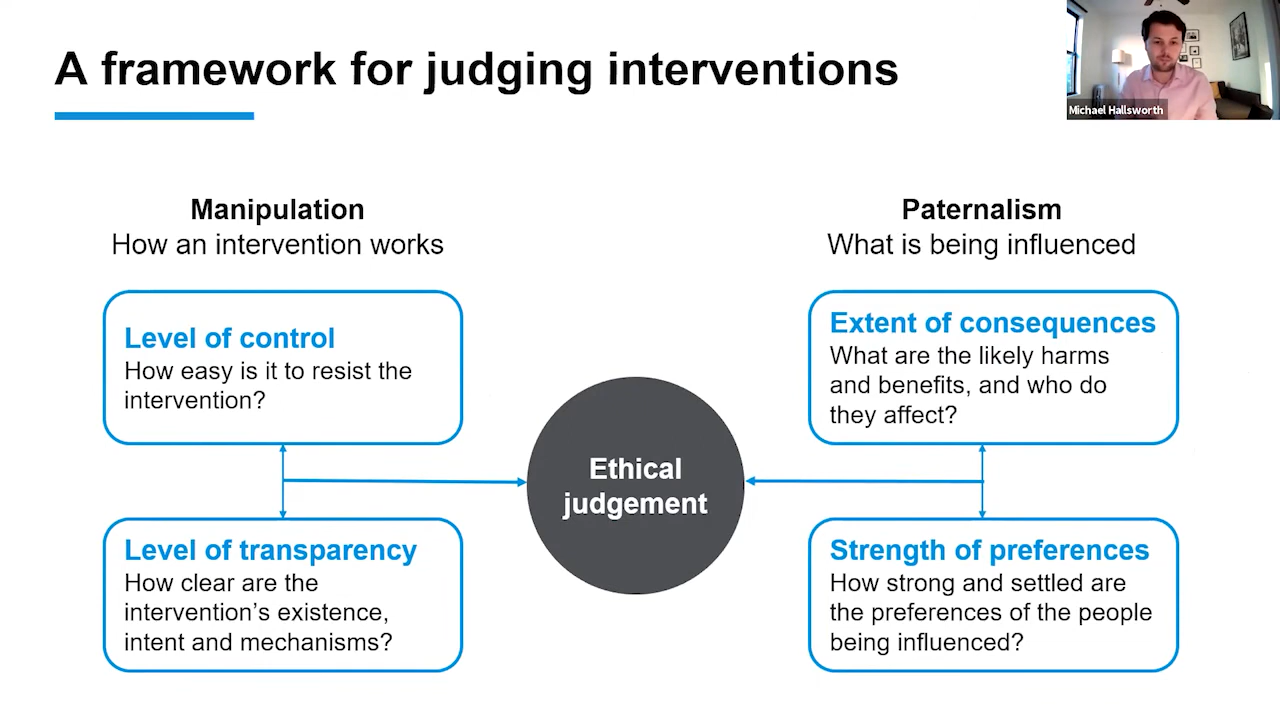 A framework for judging interventions
Michael Hallsworth
Manipulation
How an intervention works
Level of control
How easy is it to resist the
intervention?
Level of transparency
How clear are the
intervention's existence,
intent and mechanisms?
Ethical
judgement
Paternalism
What is being influenced
Extent of consequences
What are the likely harms
and benefits, and who do
they affect?
Strength of preferences
How strong and settled are
the preferences of the people
being influenced?